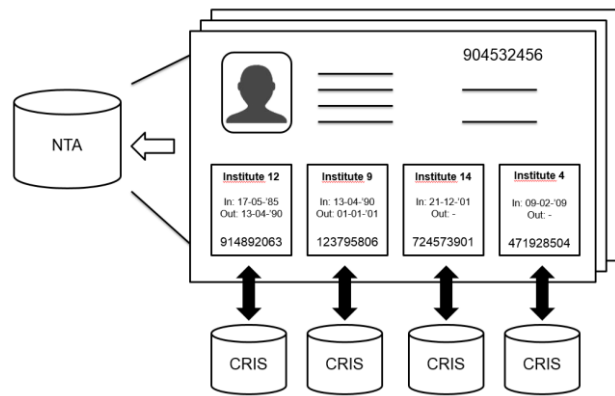 904532456
NTA
Institute 12
In: 17-05-'85
Out: 13-04-'90
914892063
Institute 9
In: 13-04-'90
Out: 01-01-'01
123795806
Institute 14
In: 21-12-'01
Out: -
724573901
Institute 4
In: 09-02-'09
Out: -
471928504
CRIS
CRIS
CRIS
CRIS